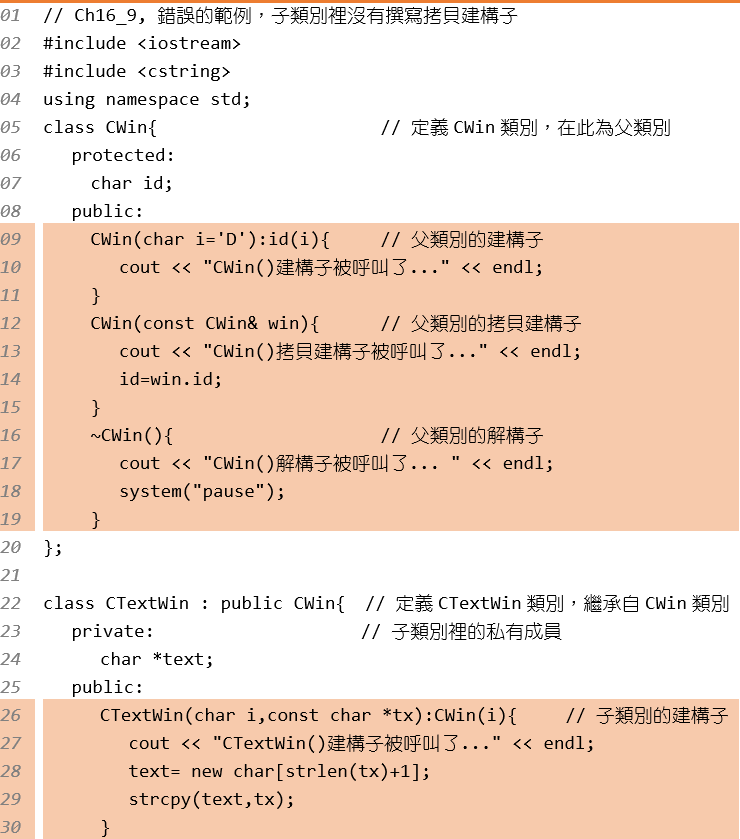 01 // Ch16_9, 錯誤的範例，子類別裡沒有撰寫拷貝建構子
02 #include <iostream>
03 #include <cstring>
04 using namespace std;
05 class CWin{ // 定義 CWin 類別，在此為父類別
06 protected:
07 char id;
08 public:
09 CWin(char i='D'):id(i){ // 父類別的建構子
10 cout << "CWin()建構子被呼叫了..." << endl;
11 }
12 CWin(const CWin& win){ // 父類別的拷貝建構子
13 cout << "CWin()拷貝建構子被呼叫了..." << endl;
14 id=win.id;
15 }
16 ~CWin(){ // 父類別的解構子
17 cout << "CWin()解構子被呼叫了... " << endl;
18 system("pause");
19 }
20 };
21
22 class CTextWin : public CWin{ // 定義 CTextWin 類別，繼承自 CWin 類別
23 private: // 子類別裡的私有成員
24 char *text;
25 public:
26 CTextWin(char i,const char *tx):CWin(i){ // 子類別的建構子
27 cout << "CTextWin()建構子被呼叫了..." << endl;
28 text= new char[strlen(tx)+1];
29 strcpy(text,tx);
30 }